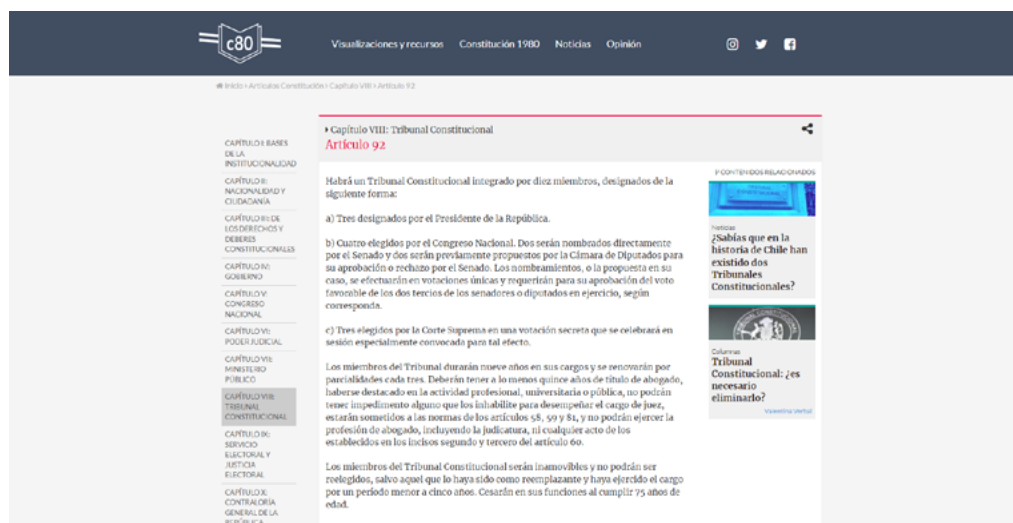 c80
Visualizaciones y recursos Constitución 1980 Noticias Opinión
Inicio › Artículos Constitución › Capítulo VIII › Artículo 92
CAPÍTULO I: BASES
DE LA
INSTITUCIONALIDAD
CAPÍTULO II:
NACIONALIDAD Y
CIUDADANÍA
CAPÍTULO III: DE
LOS DERECHOS Y
DEBERES
CONSTITUCIONALES
CAPÍTULO IV:
GOBIERNO
CAPÍTULO V:
CONGRESO
NACIONAL
CAPÍTULO VI:
PODER JUDICIAL
CAPÍTULO VII:
MINISTERIO
PÚBLICO
CAPÍTULO VIII:
TRIBUNAL
CONSTITUCIONAL
CAPÍTULO IX:
SERVICIO
ELECTORAL Y
JUSTICIA
ELECTORAL
CAPÍTULO X:
CONTRALORÍA
GENERAL DE LA
REPÚBLICA
Capítulo VIII: Tribunal Constitucional
Artículo 92
Habrá un Tribunal Constitucional integrado por diez miembros, designados de la
siguiente forma:
a) Tres designados por el Presidente de la República.
b) Cuatro elegidos por el Congreso Nacional. Dos serán nombrados directamente
por el Senado y dos serán previamente propuestos por la Cámara de Diputados para
su aprobación o rechazo por el Senado. Los nombramientos, o la propuesta en su
caso, se efectuarán en votaciones únicas y requerirán para su aprobación del voto
favorable de los dos tercios de los senadores o diputados en ejercicio, según
corresponda.
c) Tres elegidos por la Corte Suprema en una votación secreta que se celebrará en
sesión especialmente convocada para tal efecto.
Los miembros del Tribunal durarán nueve años en sus cargos y se renovarán por
parcialidades cada tres. Deberán tener a lo menos quince años de título de abogado,
haberse destacado en la actividad profesional, universitaria o pública, no podrán
tener impedimento alguno que los inhabilite para desempeñar el cargo de juez,
estarán sometidos a las normas de los artículos 58, 59 y 81, y no podrán ejercer la
profesión de abogado, incluyendo la judicatura, ni cualquier acto de los
establecidos en los incisos segundo y tercero del artículo 60.
Los miembros del Tribunal Constitucional serán inamovibles y no podrán ser
reelegidos, salvo aquel que lo haya sido como reemplazante y haya ejercido el cargo
por un período menor a cinco años. Cesarán en sus funciones al cumplir 75 años de
edad.
CONTENIDOS RELACIONADOS
Noticias
¿Sabías que en la
historia de Chile han
existido dos
Tribunales
Constitucionales?
Columnas
Tribunal
Constitucional: ¿es
necesario
eliminarlo?
Valentina Verbal